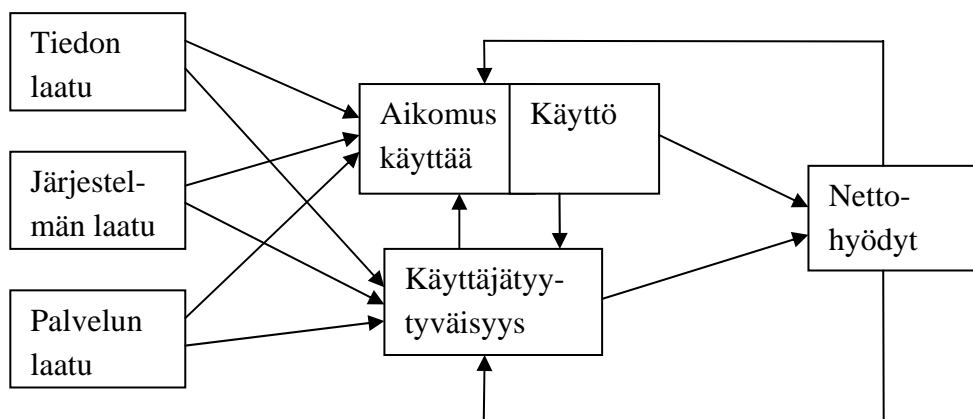 Tiedon
laatu
Järjestel-
män laatu
Palvelun
laatu
Aikomus
käyttää
Käyttö
Käyttäjätyy-
tyväisyys
Netto-
hyödyt